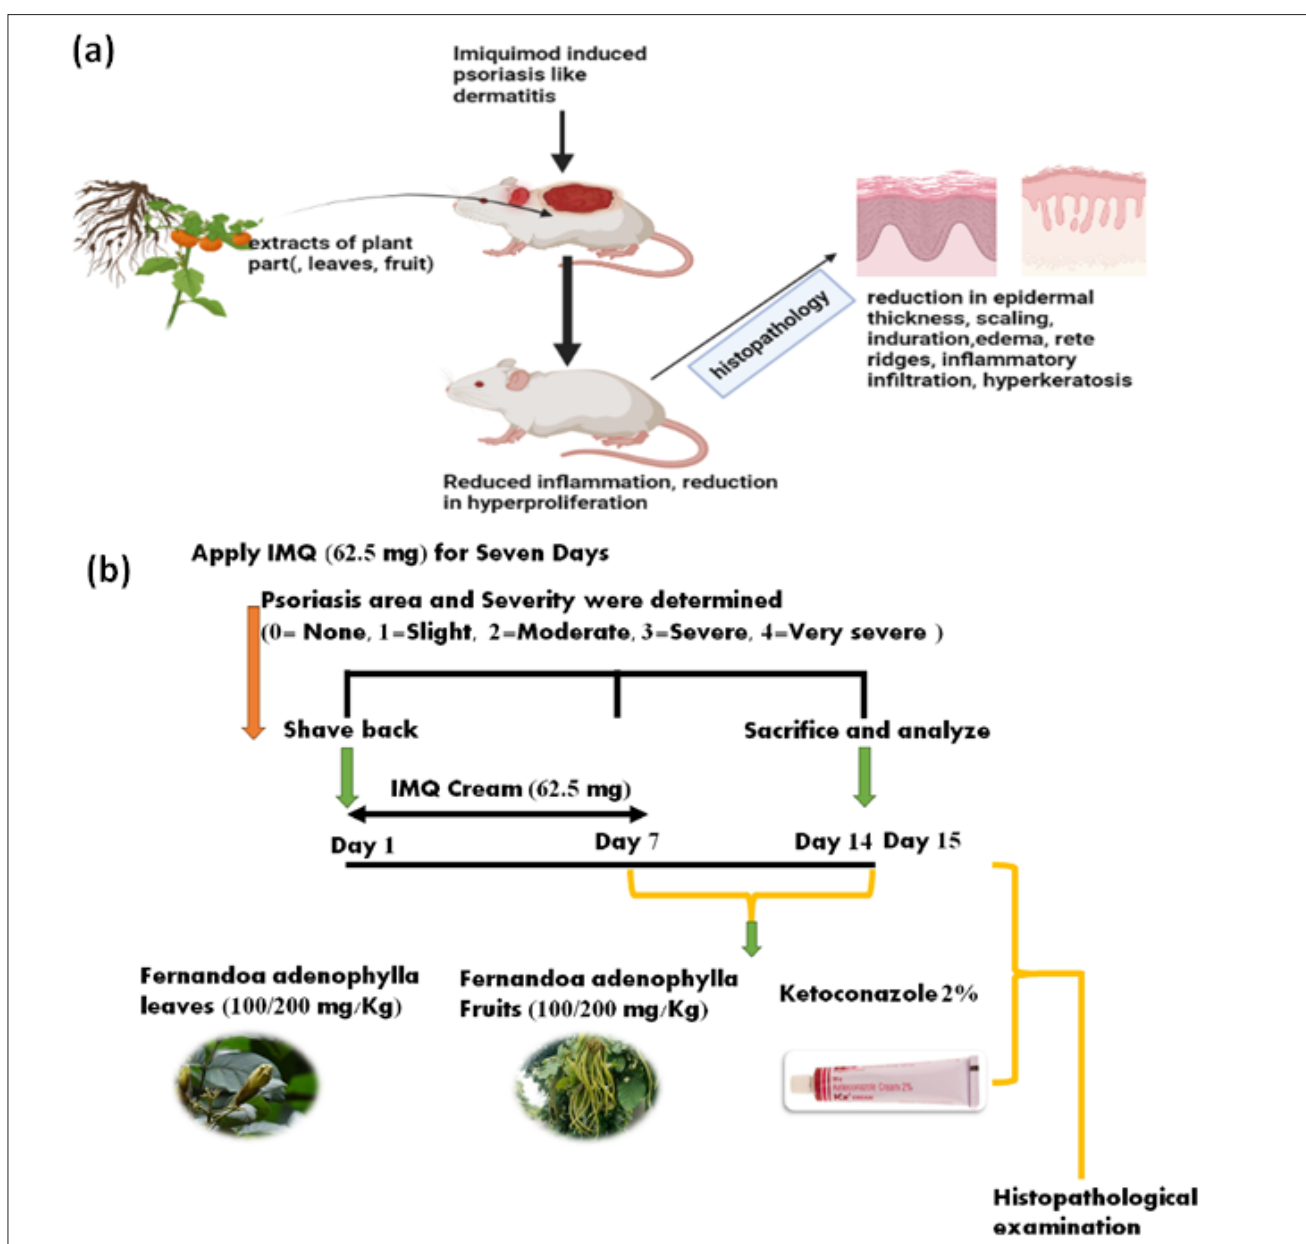 (a)
Imiquimod induced
psoriasis like
dermatitis
extracts of plant
part(, leaves, fruit)
histopathology
reduction in epidermal
thickness, scaling,
induration,edema, rete
ridges, inflammatory
infiltration, hyperkeratosis
Reduced inflammation, reduction
in hyperproliferation
(b)
Apply IMQ (62.5 mg) for Seven Days
Psoriasis area and Severity were determined
(0= None, 1=Slight, 2=Moderate, 3=Severe, 4=Very severe )
Shave back
Sacrifice and analyze
IMQ Cream (62.5 mg)
Day 1
Day 7
Day 14 Day 15
Fernandoa adenophylla
leaves (100/200 mg/Kg)
Fernandoa adenophylla
Fruits (100/200 mg/Kg)
Ketoconazole 2%
Ketoconazole Cream 2%
Histopathological
examination